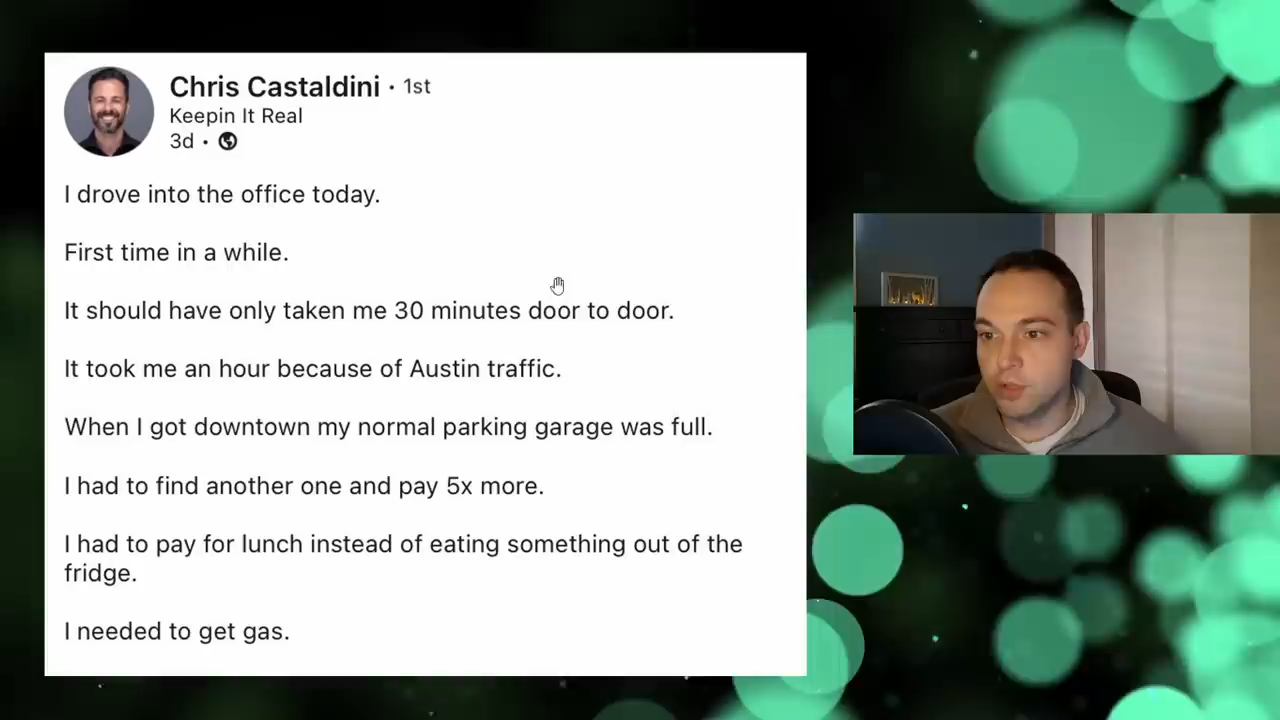 Chris Castaldini • 1st
Keepin It Real
3d •
I drove into the office today.
First time in a while.
It should have only taken me 30 minutes door to door.
It took me an hour because of Austin traffic.
When I got downtown my normal parking garage was full.
I had to find another one and pay 5x more.
I had to pay for lunch instead of eating something out of the
fridge.
I needed to get gas.